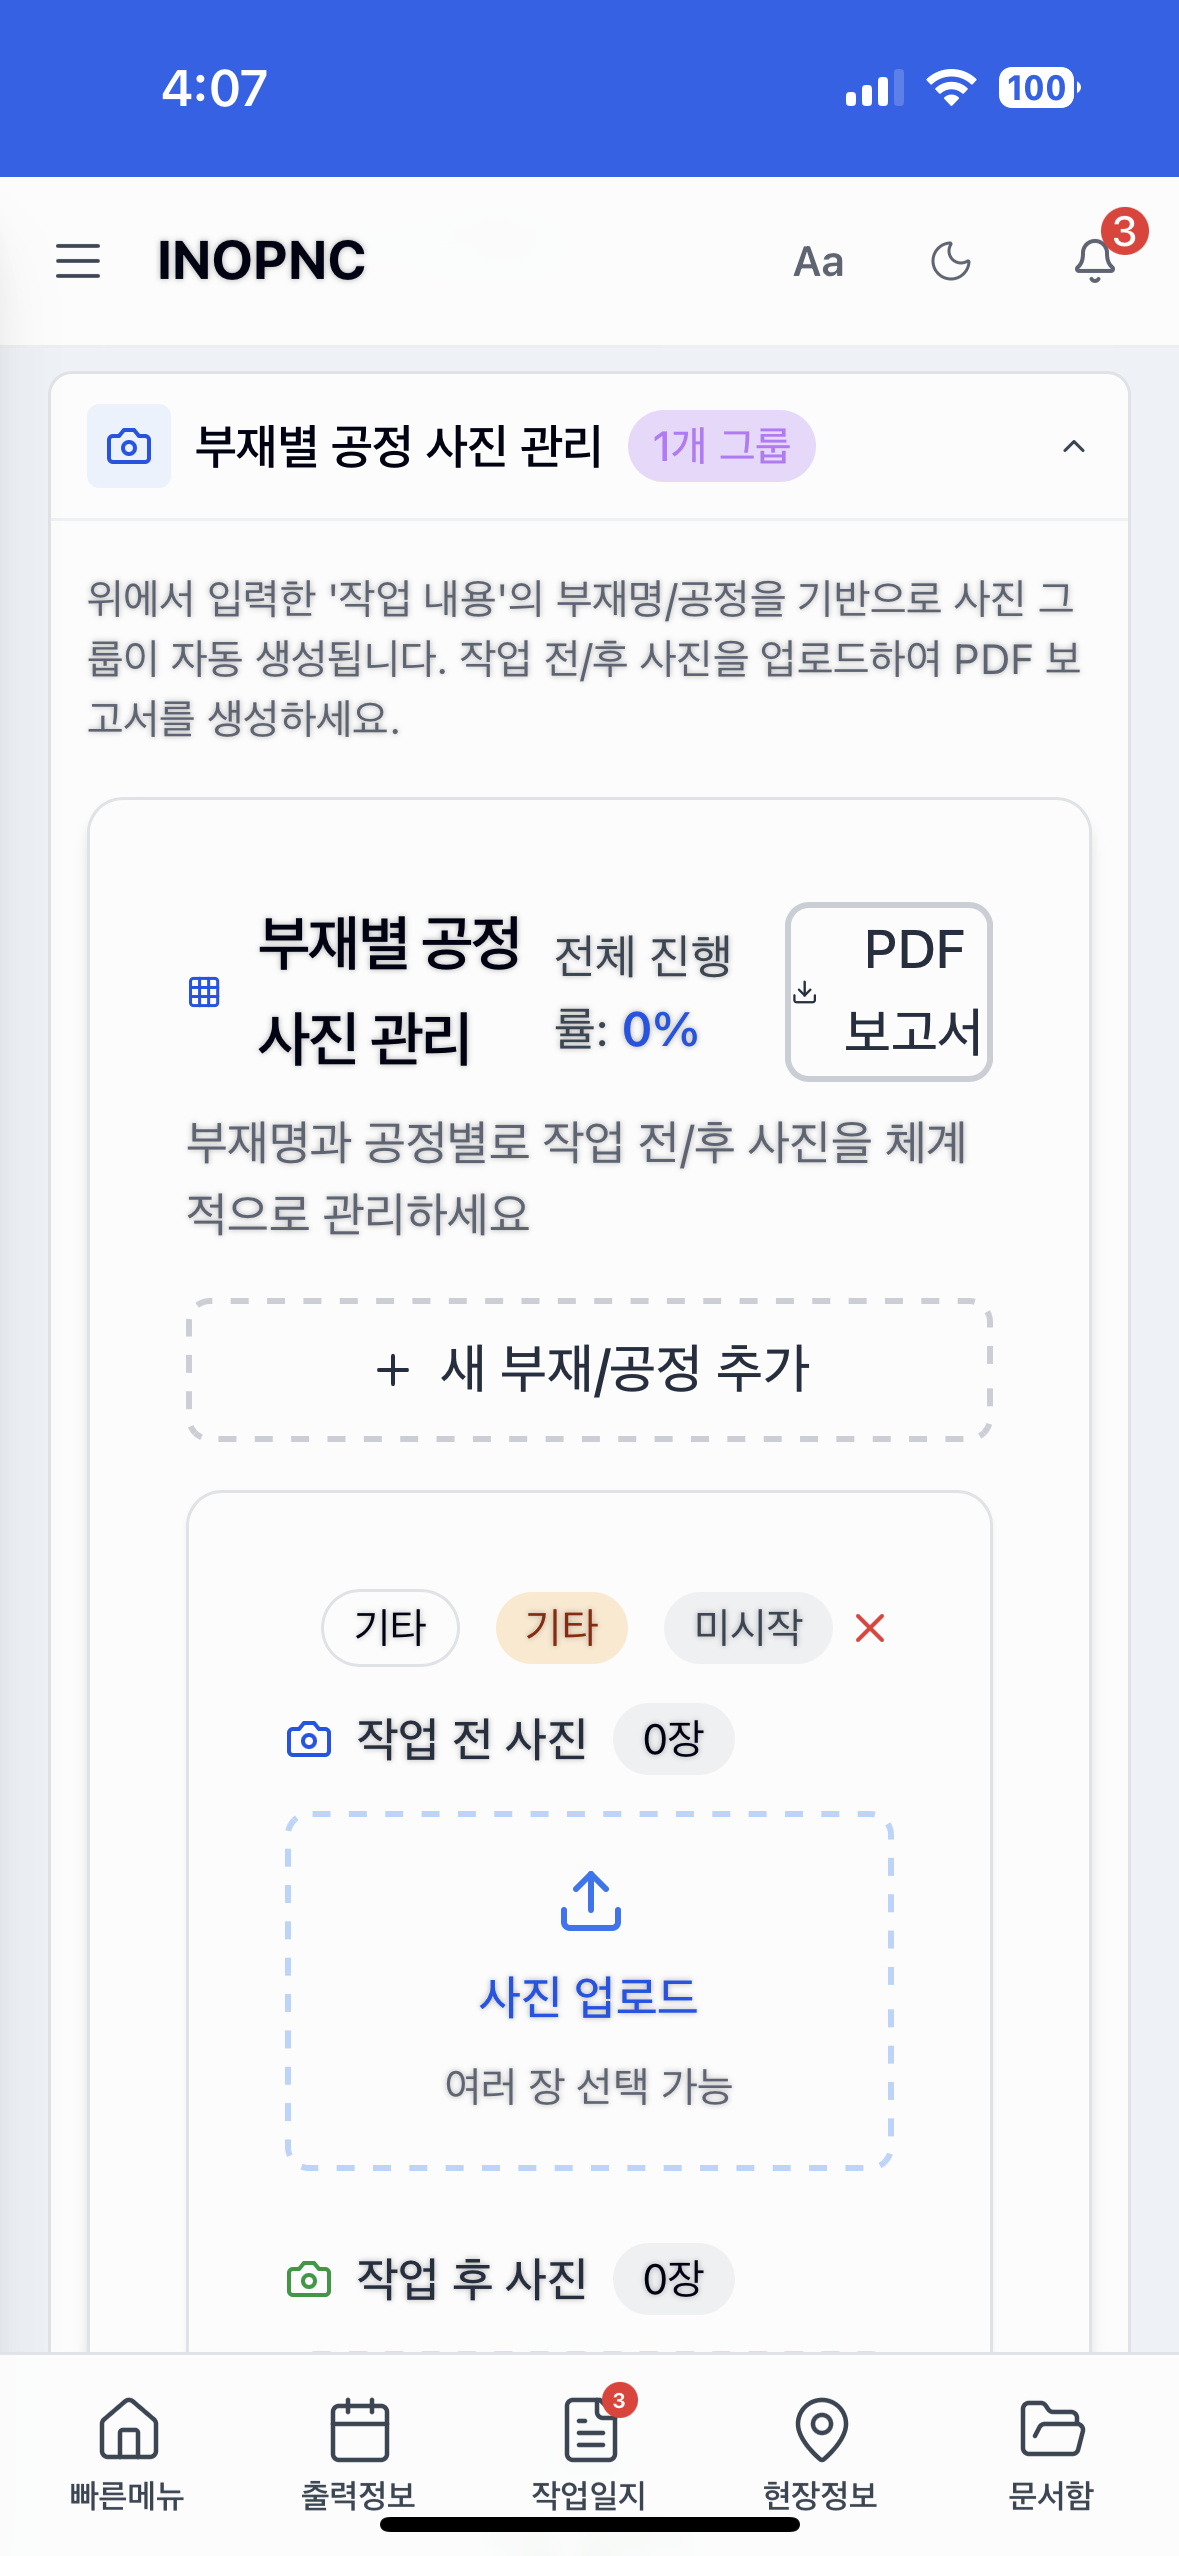 4:07
100
INOPNC
Aa
3
부재별 공정 사진 관리
1개 그룹
위에서 입력한 '작업 내용'의 부재명/공정을 기반으로 사진 그
룹이 자동 생성됩니다. 작업 전/후 사진을 업로드하여 PDF 보
고서를 생성하세요.
부재별 공정
사진 관리
전체 진행
률: 0%
PDF
보고서
부재명과 공정별로 작업 전/후 사진을 체계
적으로 관리하세요
+ 새 부재/공정 추가
기타
기타
미시작
작업 전 사진
0장
사진 업로드
여러 장 선택 가능
작업 후 사진
0장
3
빠른메뉴
출력정보
작업일지
현장정보
문서함